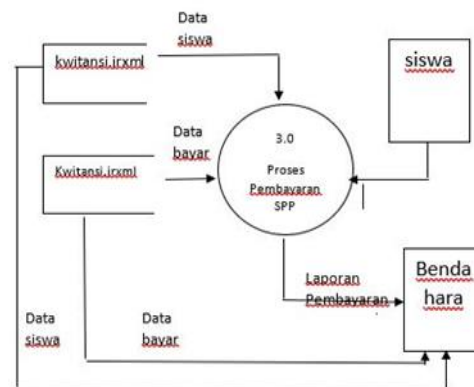 Data
siswa
kwitansi.irxml
siswa
Data
bayar
3.0
Proses
Pembayaran
SPP
Kwitansi.irxml
Laporan
Pembayaran
Benda
hara
Data
siswa
Data
bayar